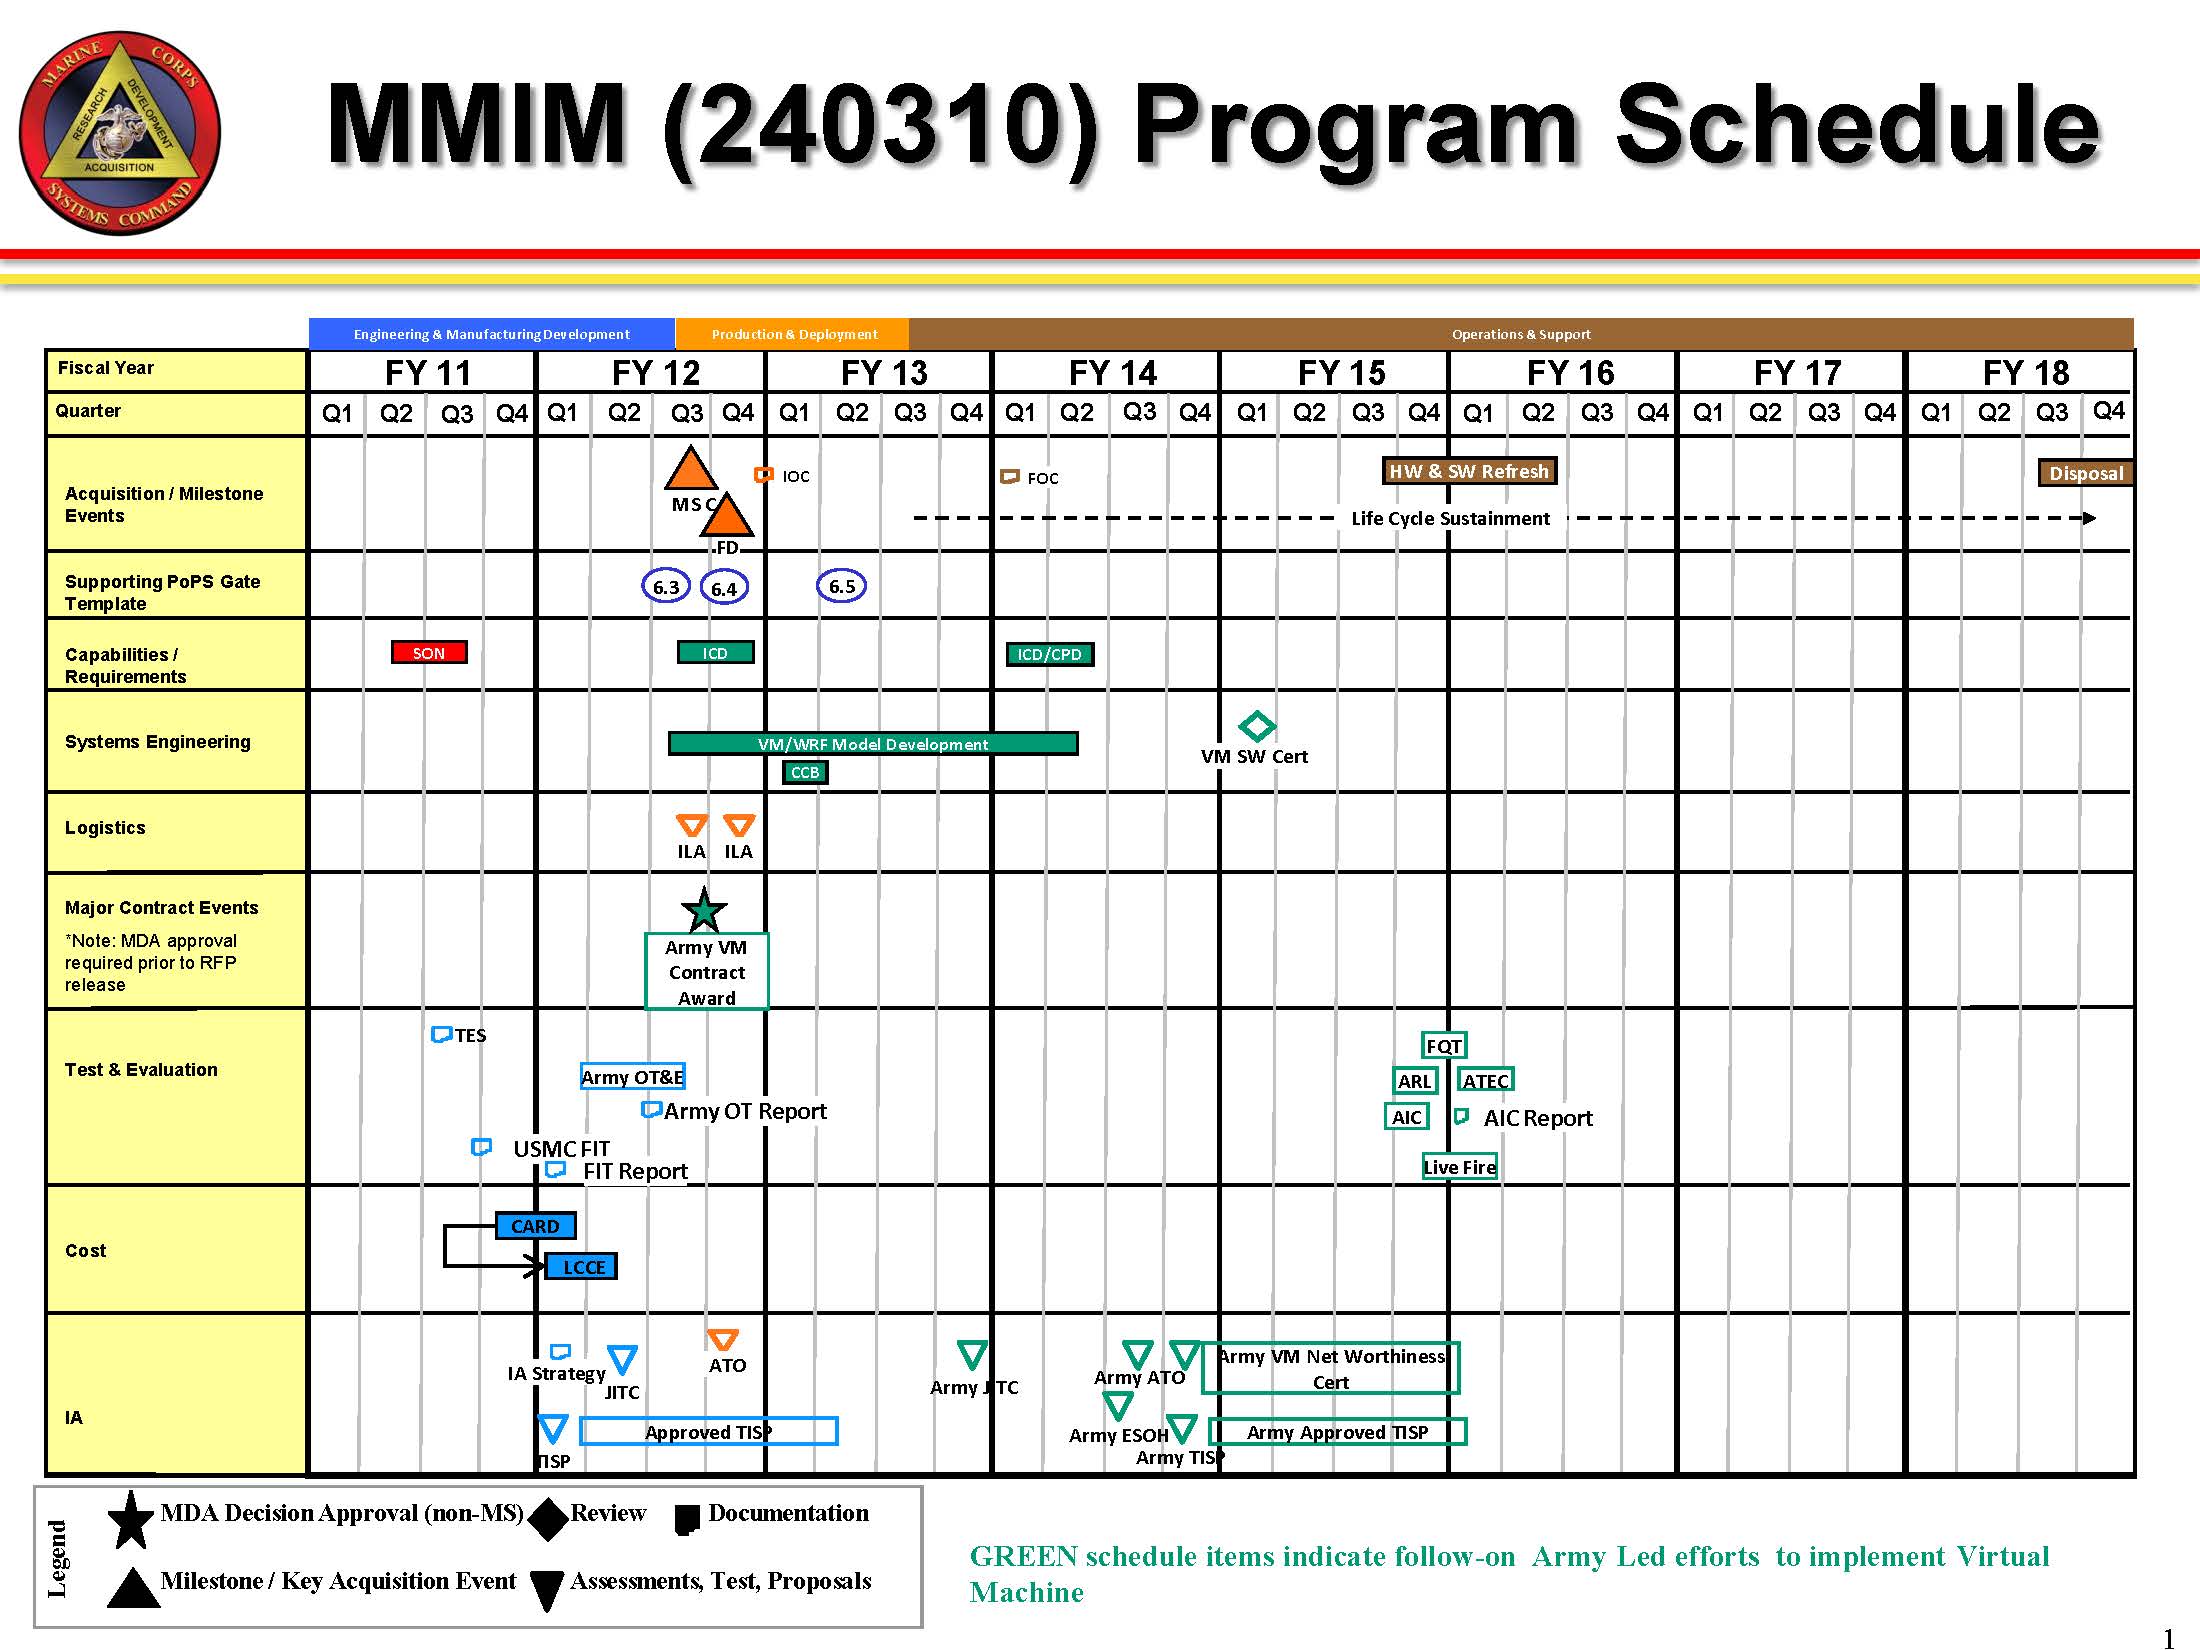 MARINE CORPS
RESEARCH DEVELOPMENT
ACQUISITION
SYSTEMS COMMAND
MMIM (240310) Program Schedule
Engineering & Manufacturing Development Production & Deployment Operations & Support
Fiscal Year FY 11 FY 12 FY 13 FY 14 FY 15 FY 16 FY 17 FY 18
Quarter Q1 Q2 Q3 Q4 Q1 Q2 Q3 Q4 Q1 Q2 Q3 Q4 Q1 Q2 Q3 Q4 Q1 Q2 Q3 Q4 Q1 Q2 Q3 Q4 Q1 Q2 Q3 Q4 Q1 Q2 Q3 Q4
Acquisition / Milestone
Events
MS C
FD
IOC
FOC
HW & SW Refresh
Disposal
Life Cycle Sustainment
Supporting PoPS Gate
Template
6.3 6.4 6.5
Capabilities /
Requirements
SON ICD ICD/CPD
Systems Engineering
VM/WRF Model Development
CCB
VM SW Cert
Logistics
ILA ILA
Major Contract Events
*Note: MDA approval
required prior to RFP
release
Army VM
Contract
Award
Test & Evaluation
TES
Army OT&E
Army OT Report
USMC FIT
FIT Report
FQT
ARL ATEC
AIC AIC Report
Live Fire
Cost
CARD
LCCE
IA
IA Strategy
JITC
ATO
TISP
Approved TISP
Army JITC
Army ATO
Army ESOH
Army TISP
Army VM Net Worthiness
Cert
Army Approved TISP
Legend
MDA Decision Approval (non-MS) Review Documentation
Milestone / Key Acquisition Event Assessments, Test, Proposals
GREEN schedule items indicate follow-on Army Led efforts to implement Virtual
Machine
1